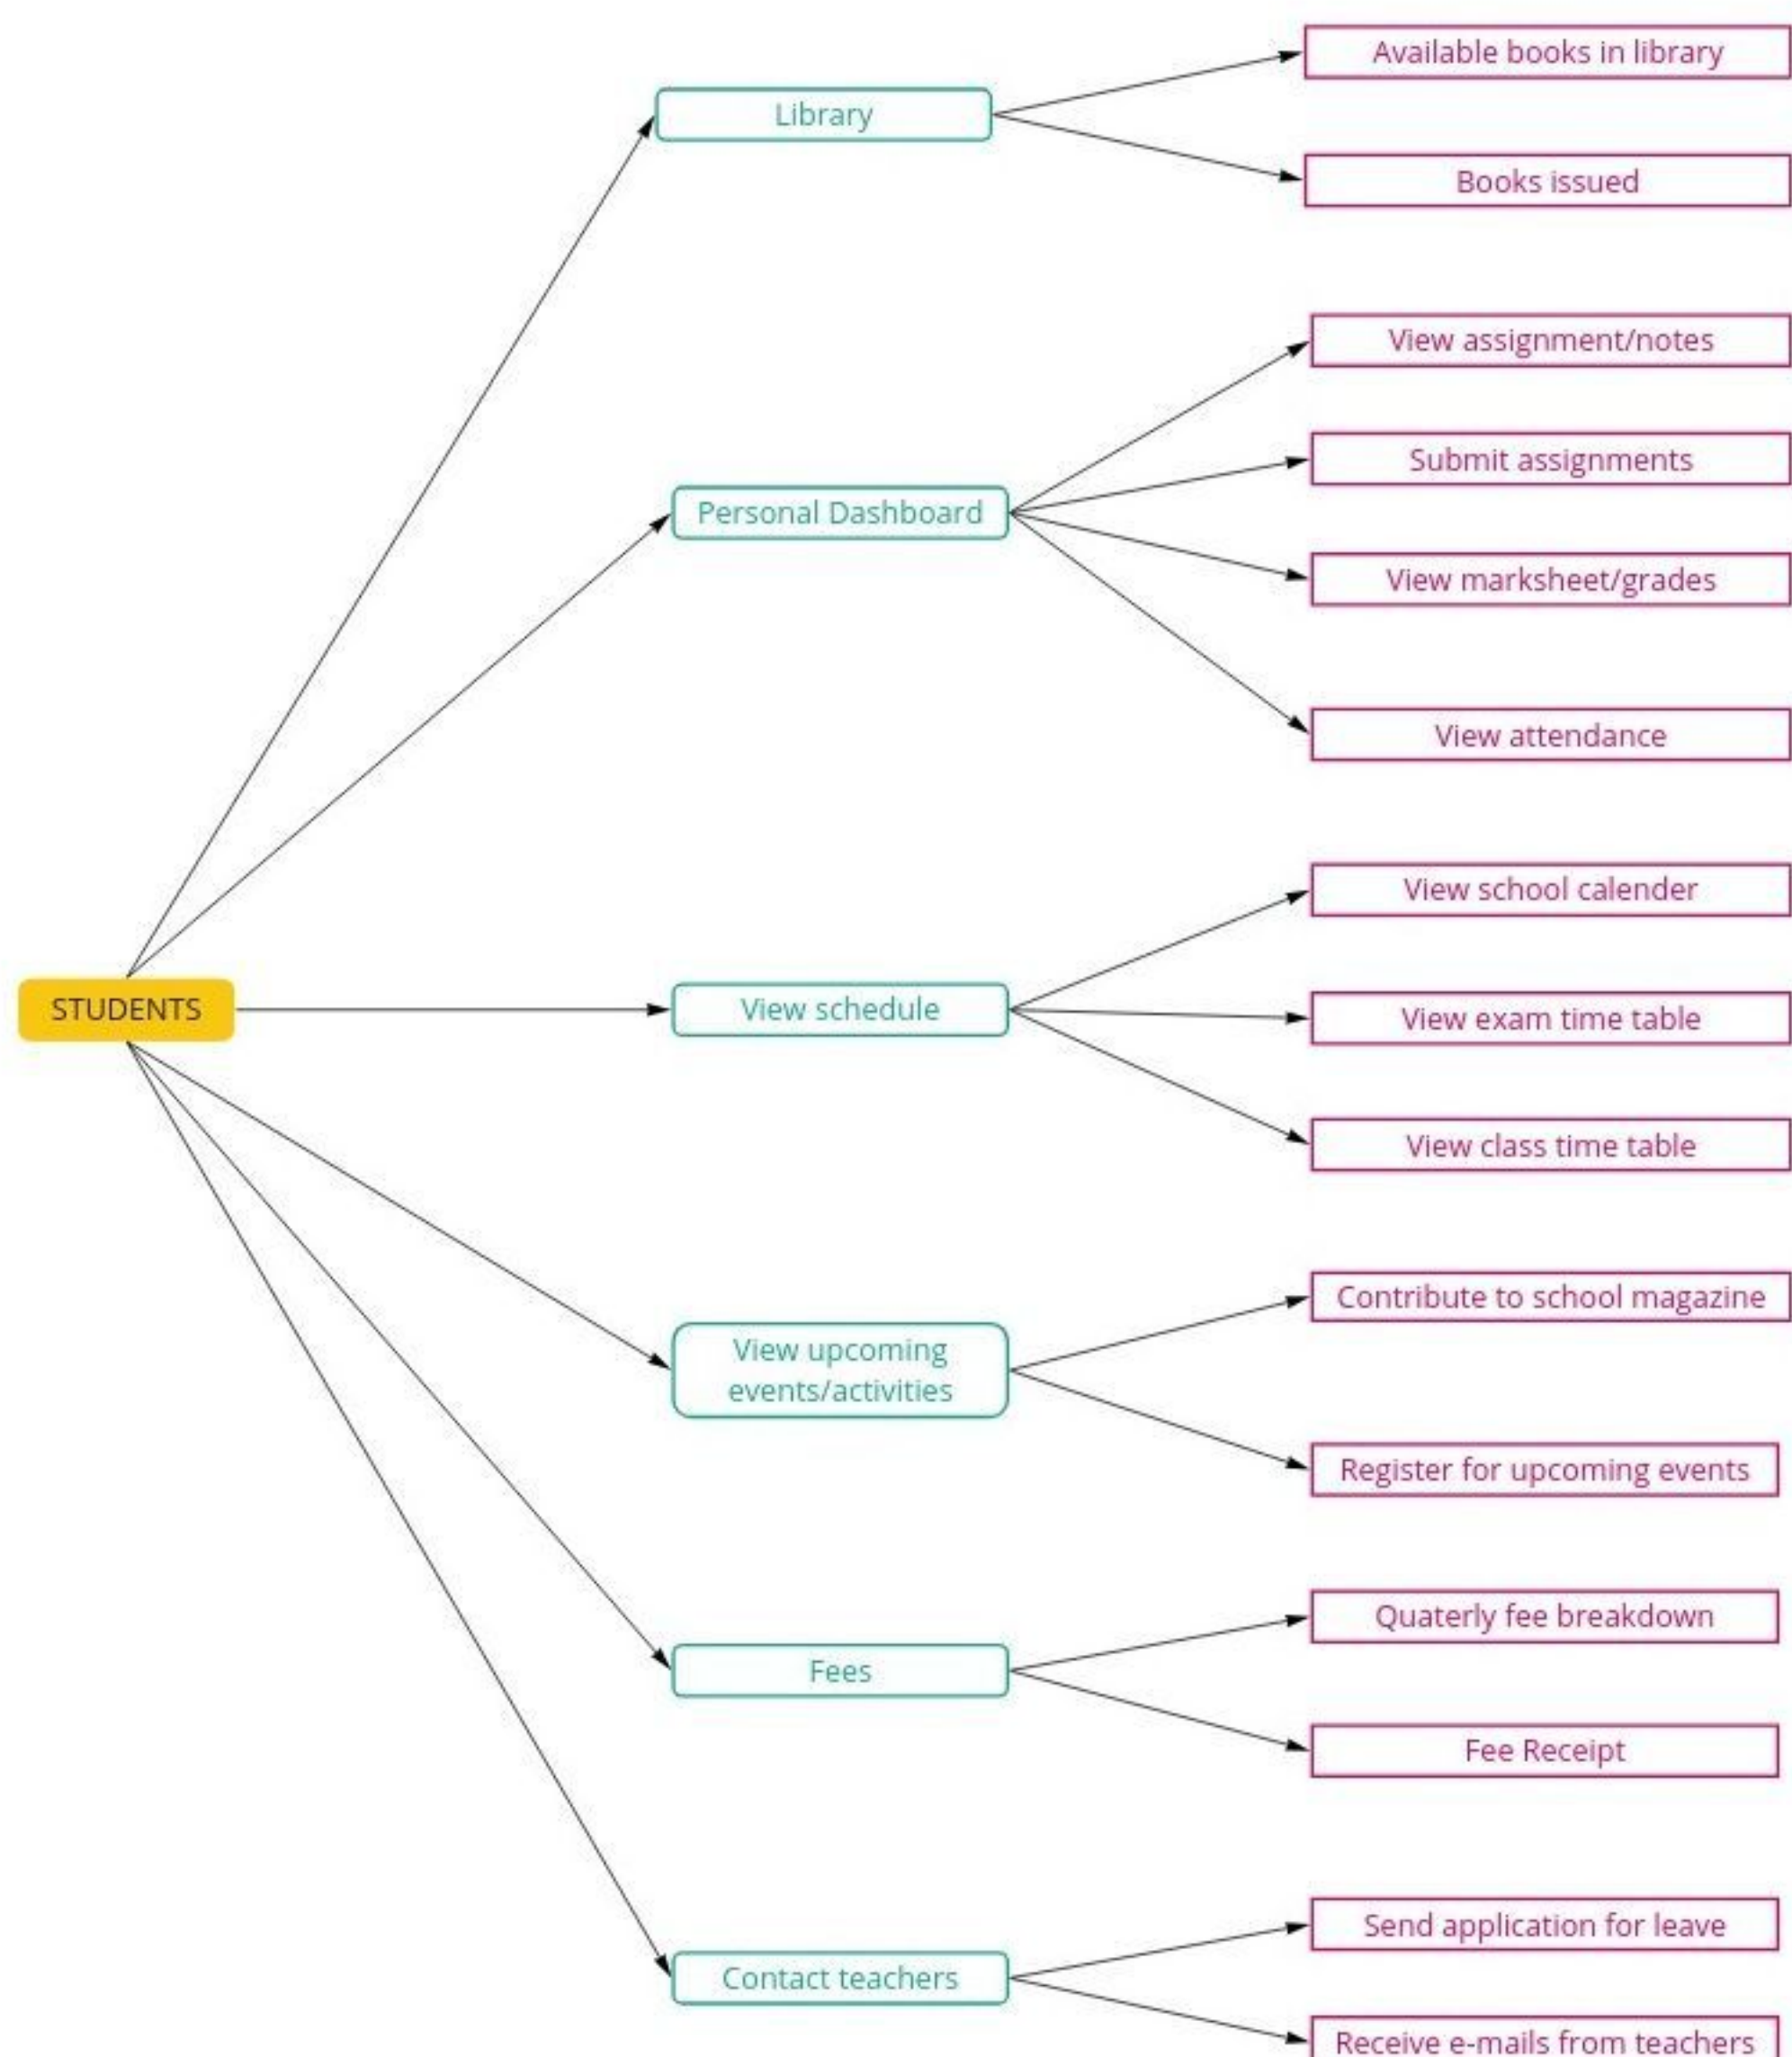 Available books in library
Library
Books issued
View assignment/notes
Submit assignments
Personal Dashboard
View marksheet/grades
View attendance
View school calender
STUDENTS
View schedule
View exam time table
View class time table
Contribute to school magazine
View upcoming
events/activities
Register for upcoming events
Quaterly fee breakdown
Fees
Fee Receipt
Send application for leave
Contact teachers
Receive e-mails from teachers